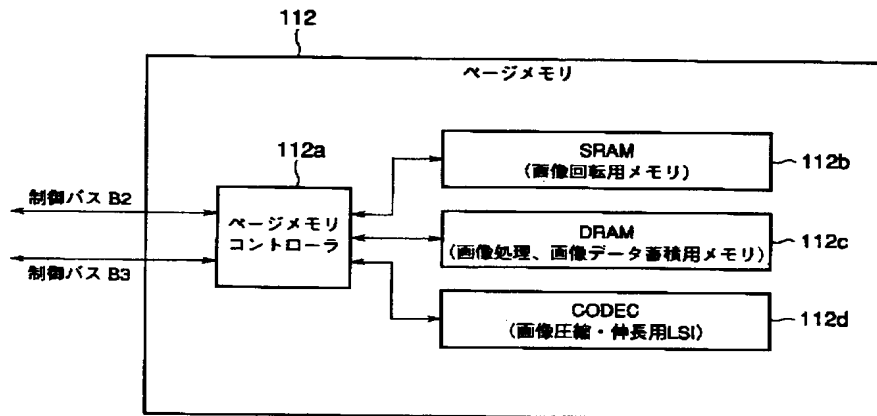 112
ページメモリ
112a
SRAM
(画像回転用メモリ)
112b
制御バス B2
ページメモリ
コントローラ
DRAM
(画像処理、画像データ蓄積用メモリ)
112c
制御バス B3
CODEC
(画像圧縮・伸長用LSI)
112d